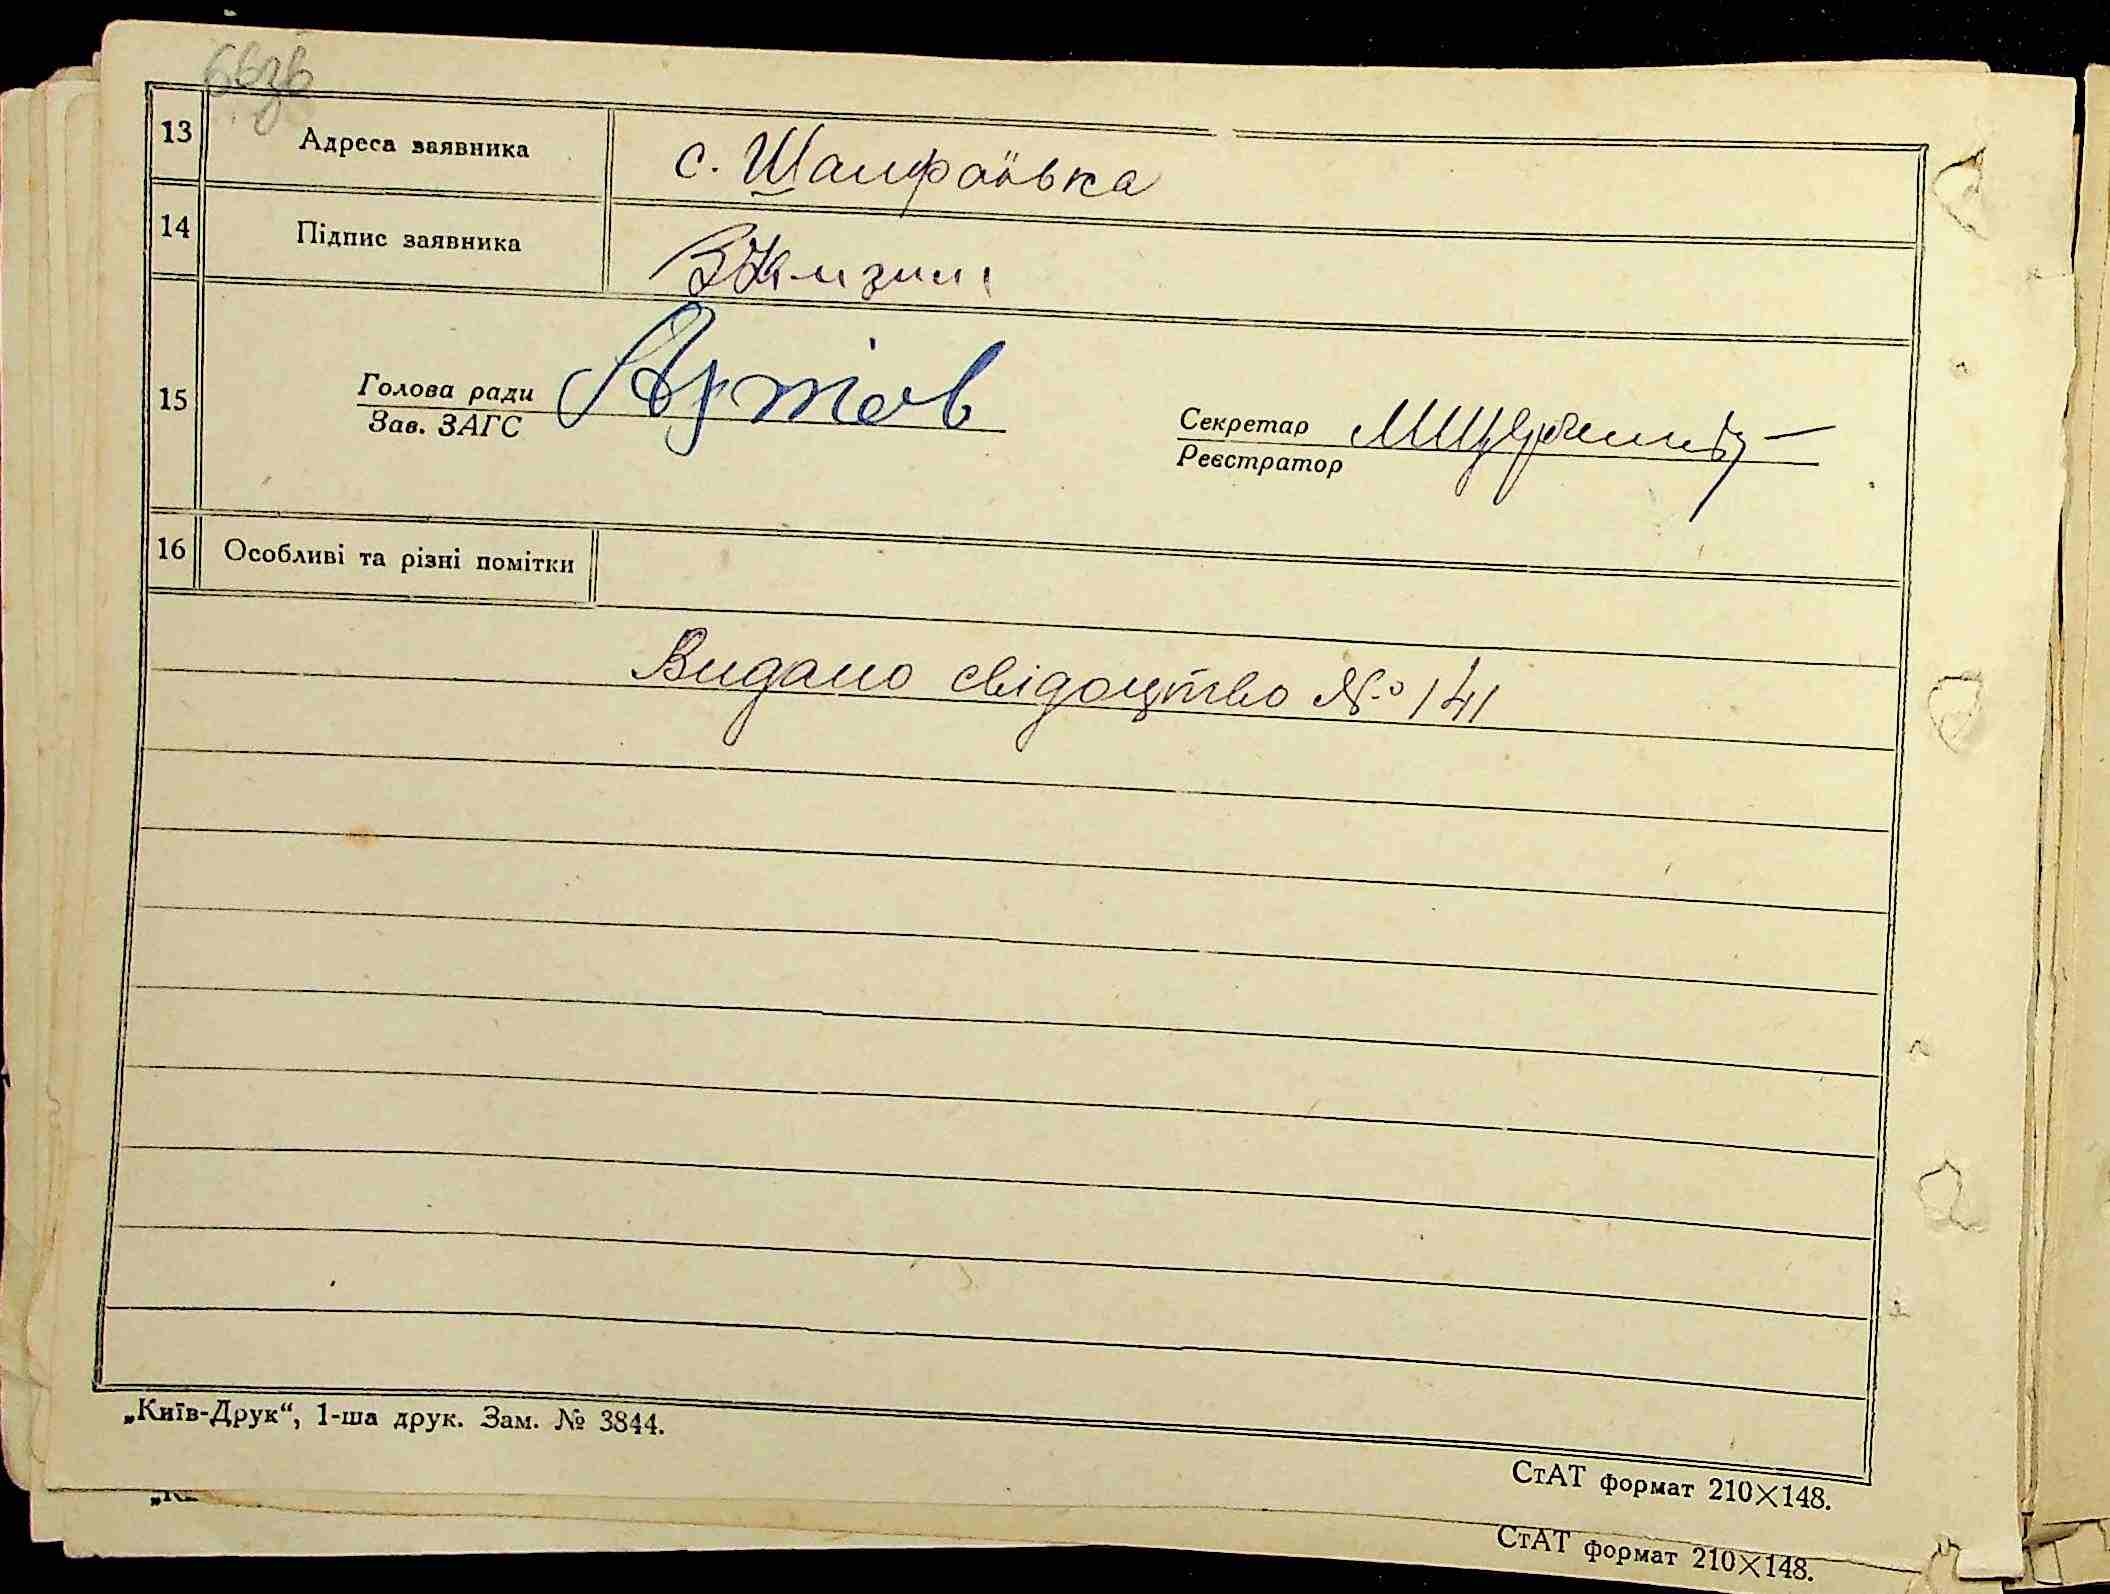 66зв
13 Адреса заявника с. Шамраївка
14 Підпис заявника
15 Голова ради
Зав. ЗАГС
Секретар
Реєстратор
16 Особливі та різні помітки
Видано свідоцтво № 141
„Київ-Друк“, 1-ша друк. Зам. № 3844.
СтАТ формат 210×148.
СтАТ формат 210×148.